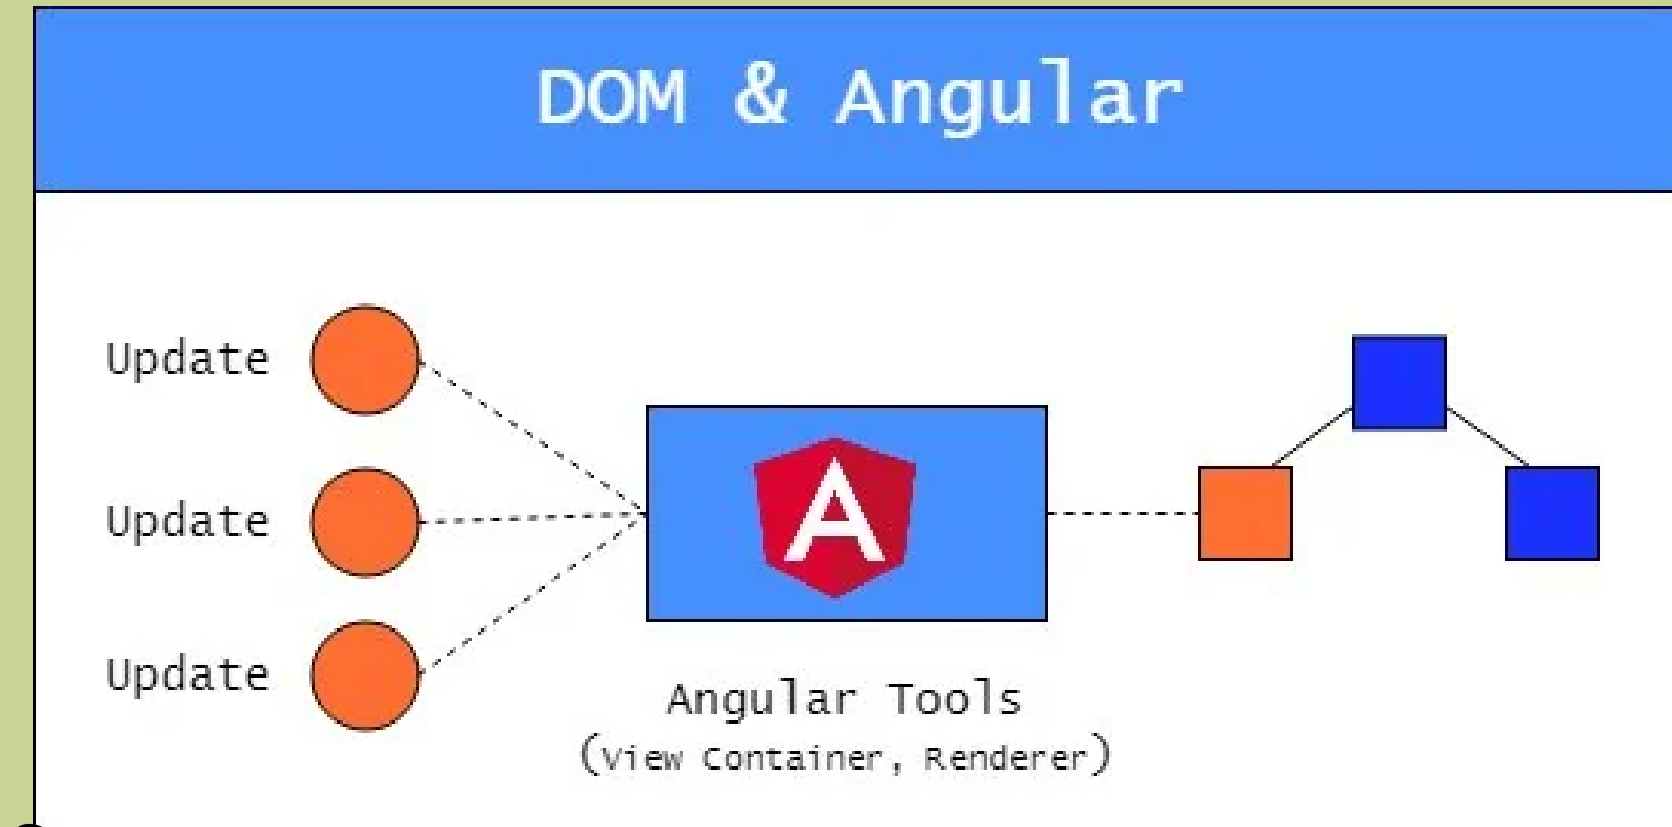 DOM & Angular
Update
Update
Update
A
Angular Tools
(View Container, Renderer)